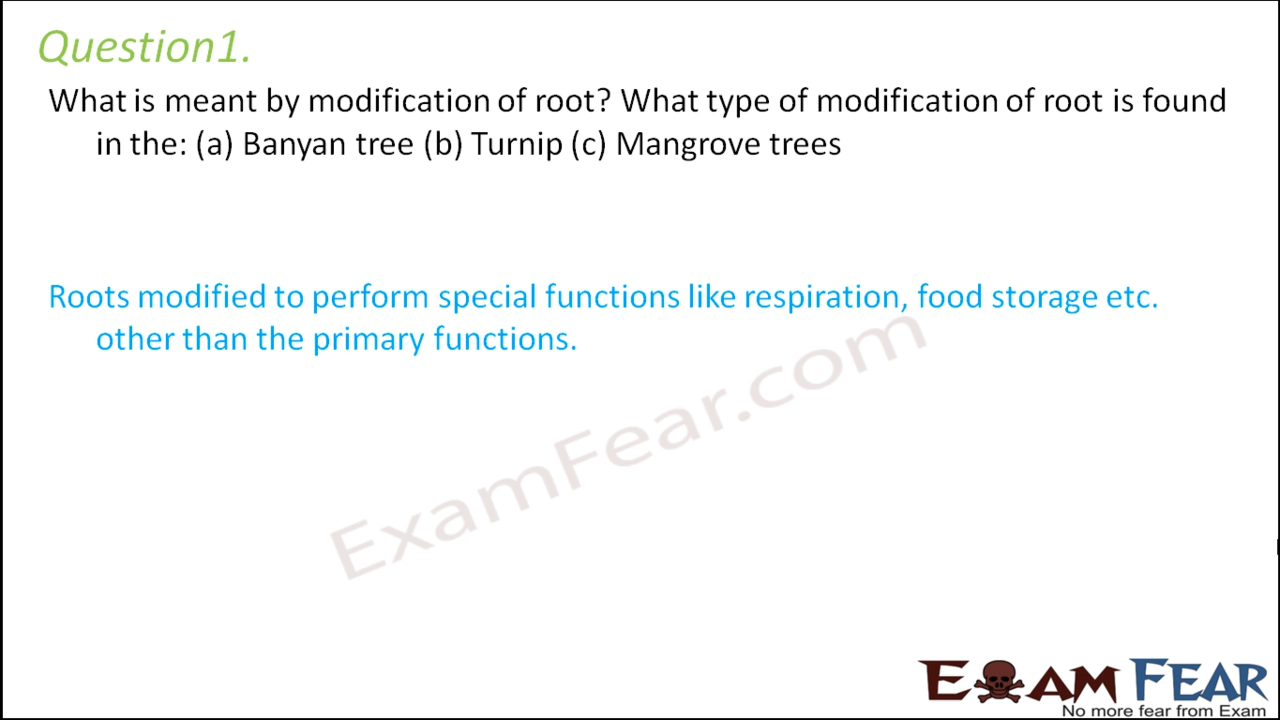 Question1.
What is meant by modification of root? What type of modification of root is found
in the: (a) Banyan tree (b) Turnip (c) Mangrove trees
Roots modified to perform special functions like respiration, food storage etc.
other than the primary functions.
ExamFear.com
EXAM FEAR
No more fear from Exam